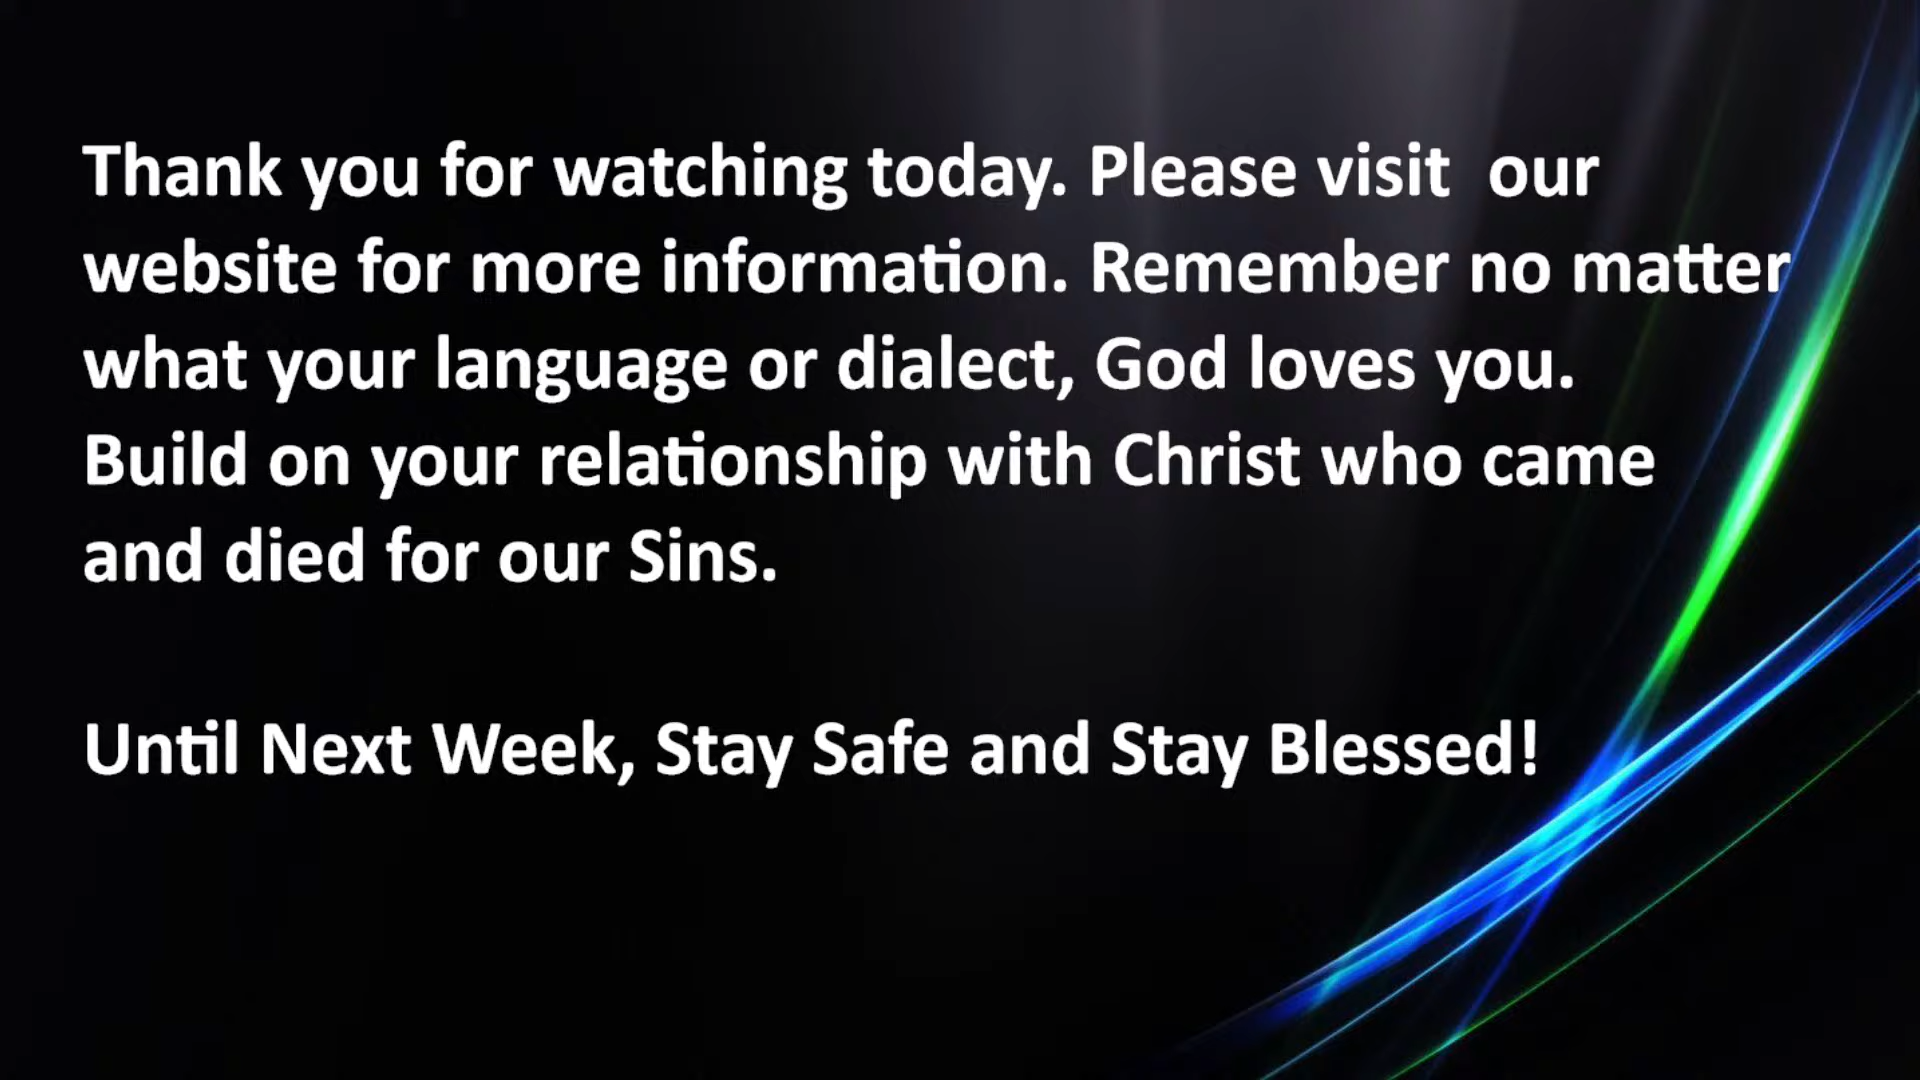 Thank you for watching today. Please visit  our
website for more information. Remember no matter
what your language or dialect, God loves you.
Build on your relationship with Christ who came
and died for our Sins.
Until Next Week, Stay Safe and Stay Blessed!